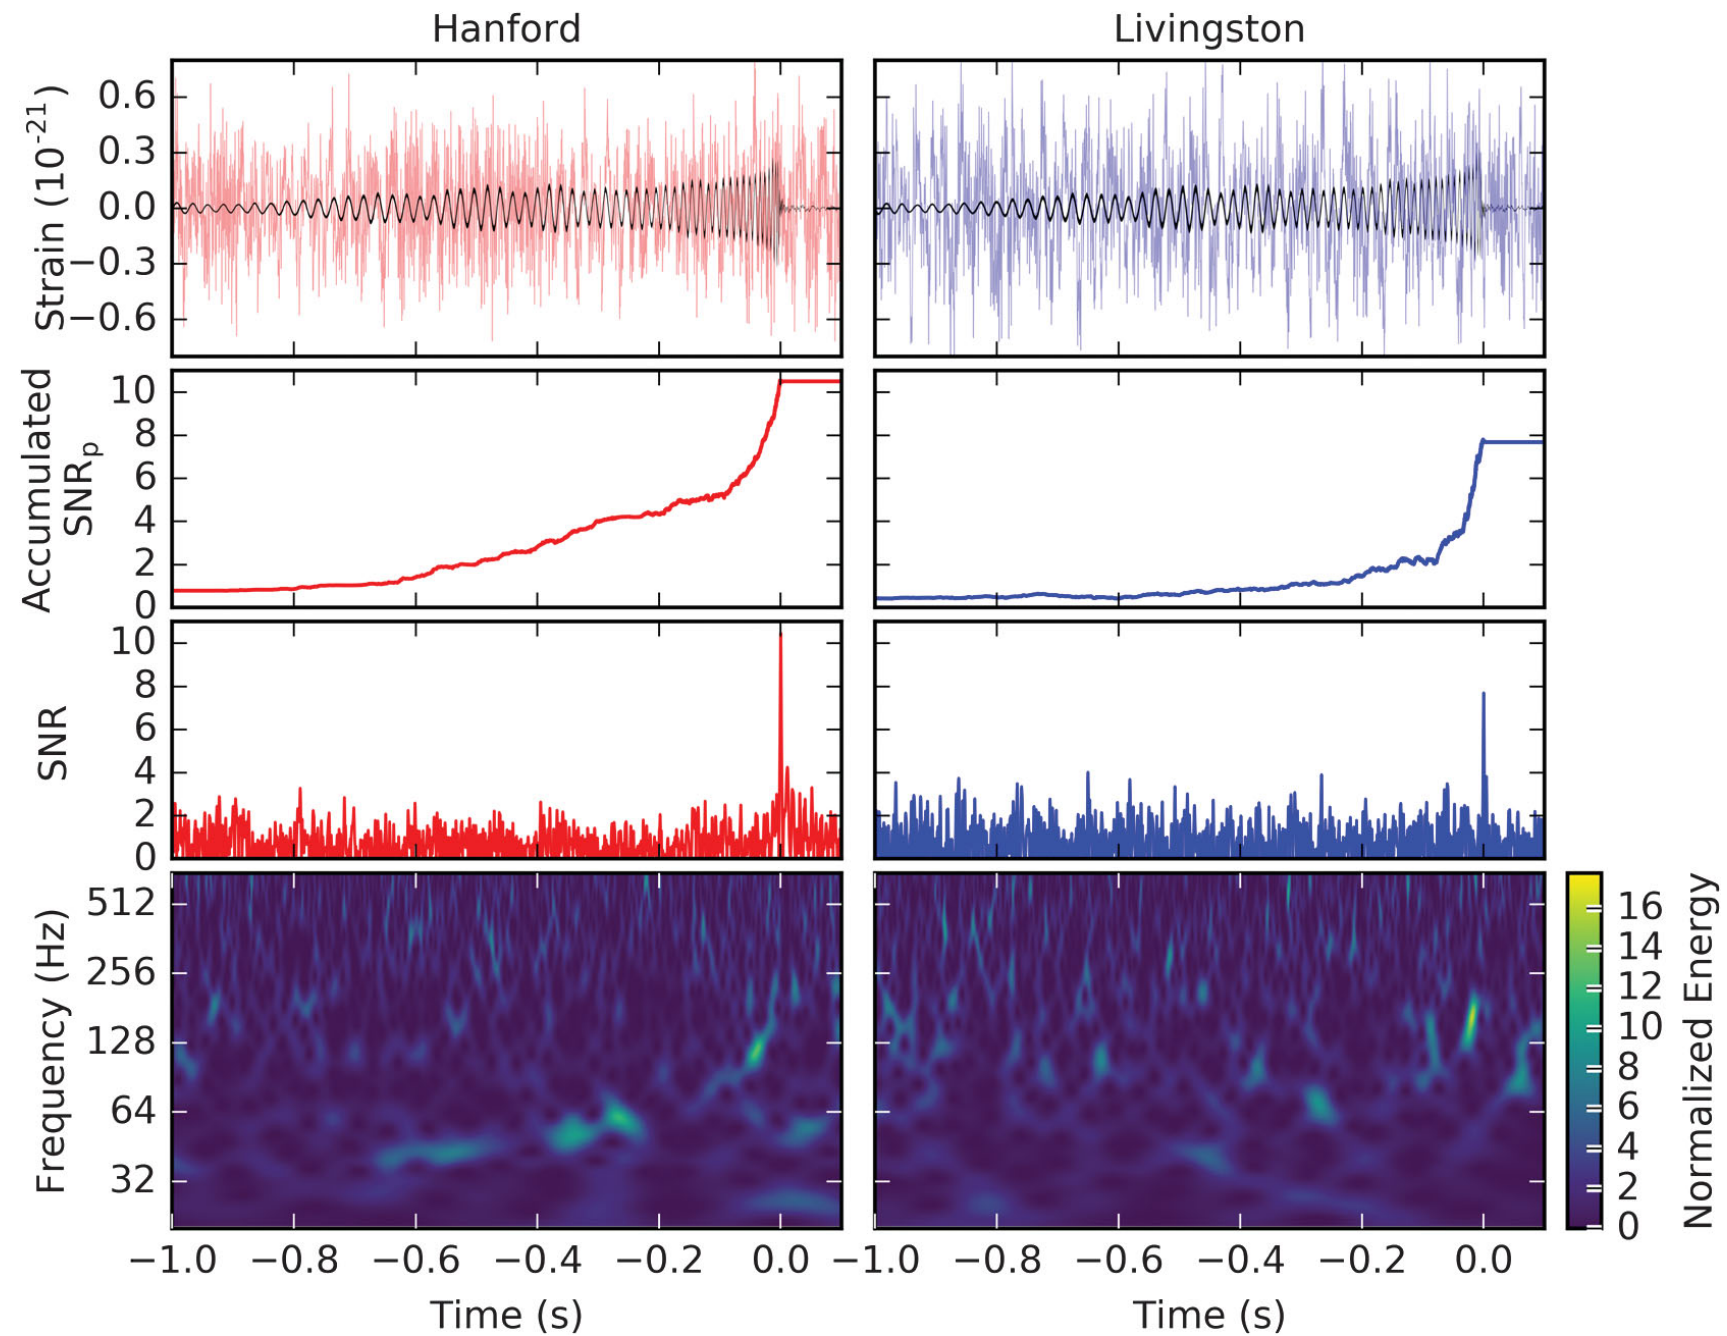 Hanford
Livingston
Strain (10⁻²¹)
0.6
0.3
0.0
−0.3
−0.6
Accumulated
SNRₚ
10
8
6
4
2
0
SNR
10
8
6
4
2
0
Frequency (Hz)
512
256
128
64
32
−1.0 −0.8 −0.6 −0.4 −0.2 0.0
−1.0 −0.8 −0.6 −0.4 −0.2 0.0
Time (s)
Time (s)
16
14
12
10
8
6
4
2
0
Normalized Energy